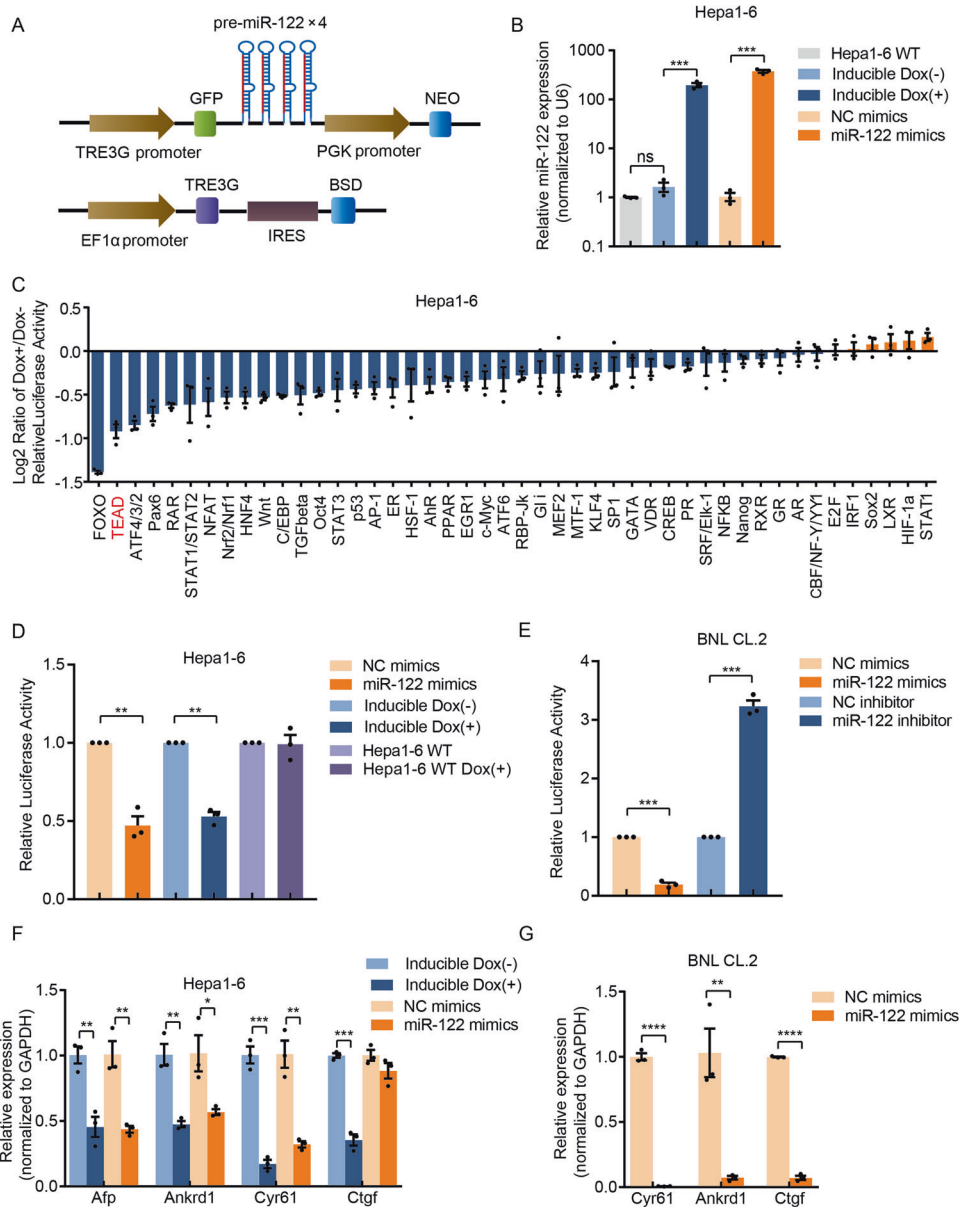 A
pre-miR-122 ×4
GFP
NEO
TRE3G promoter
PGK promoter
TRE3G
BSD
EF1α promoter
IRES
B
Hepa1-6
Relative miR-122 expression
(normalizted to U6)
1000
100
10
1
0.1
ns
***
***
Hepa1-6 WT
Inducible Dox(-)
Inducible Dox(+)
NC mimics
miR-122 mimics
C
Hepa1-6
Log2 Ratio of Dox+/Dox-
RelativeLuciferase Activity
0.5
0.0
-0.5
-1.0
-1.5
FOXO
TEAD
ATF4/3/2
Pax6
RAR
STAT1/STAT2
NFAT
Nrf2/Nrf1
HNF4
Wnt
C/EBP
TGFbeta
Oct4
STAT3
p53
AP-1
ER
HSF-1
AhR
PPAR
EGR1
c-Myc
ATF6
RBP-Jk
Gli
MEF2
MTF-1
KLF4
SP1
GATA
VDR
CREB
PR
SRF/Elk-1
NFKB
Nanog
RXR
GR
AR
CBF/NF-Y/YY1
E2F
IRF1
Sox2
LXR
HIF-1a
STAT1
D
Hepa1-6
Relative Luciferase Activity
1.5
1.0
0.5
0.0
**
**
NC mimics
miR-122 mimics
Inducible Dox(-)
Inducible Dox(+)
Hepa1-6 WT
Hepa1-6 WT Dox(+)
E
BNL CL.2
Relative Luciferase Activity
4
3
2
1
0
***
***
NC mimics
miR-122 mimics
NC inhibitor
miR-122 inhibitor
F
Hepa1-6
Relative expression
(normalized to GAPDH)
1.5
1.0
0.5
0.0
**
**
**
*
***
**
***
Afp
Ankrd1
Cyr61
Ctgf
Inducible Dox(-)
Inducible Dox(+)
NC mimics
miR-122 mimics
G
BNL CL.2
Relative expression
(normalized to GAPDH)
1.5
1.0
0.5
0.0
****
**
****
Cyr61
Ankrd1
Ctgf
NC mimics
miR-122 mimics